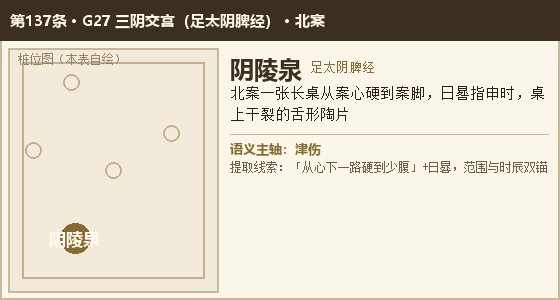 第137条・G27 三阴交宫（足太阴脾经）・北案
桩位图（本表自绘）
阴陵泉
阴陵泉 足太阴脾经
北案一张长桌从案心硬到案脚，日晷指申时，桌
上干裂的舌形陶片
语义主轴：津伤
提取线索：「从心下一路硬到少腹」+日晷，范围与时辰双锚